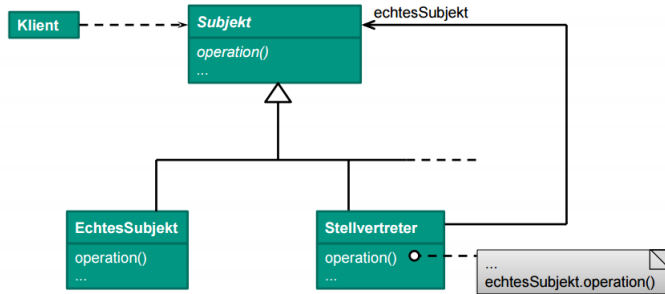 Klient
Subjekt
operation()
...
echtesSubjekt
EchtesSubjekt
operation()
...
Stellvertreter
operation()
...
...
echtesSubjekt.operation()